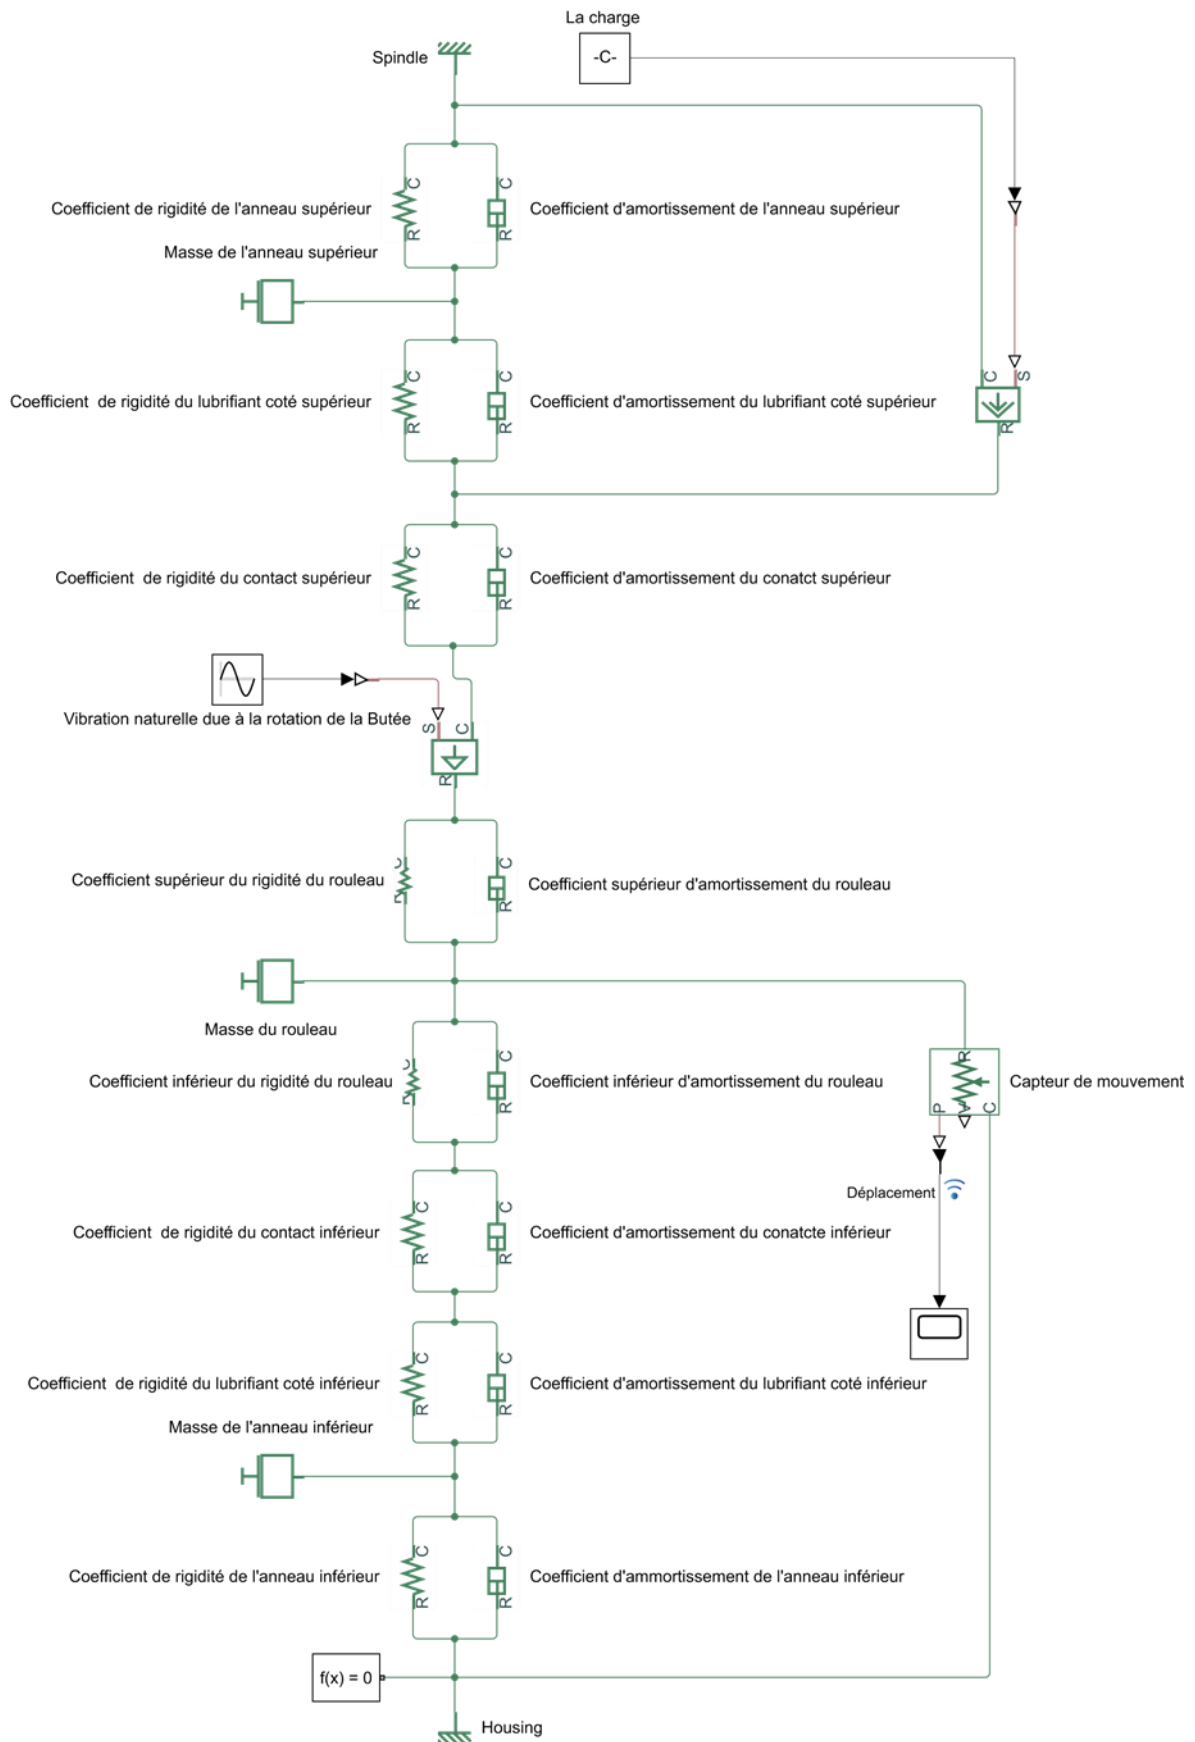 La charge
Spindle
-C-
C
C
Coefficient de rigidité de l'anneau supérieur
Coefficient d'amortissement de l'anneau supérieur
R
R
Masse de l'anneau supérieur
C
C
C
S
Coefficient de rigidité du lubrifiant coté supérieur
Coefficient d'amortissement du lubrifiant coté supérieur
R
R
R
C
C
Coefficient de rigidité du contact supérieur
Coefficient d'amortissement du conatct supérieur
R
R
Vibration naturelle due à la rotation de la Butée
S
C
R
C
C
Coefficient supérieur du rigidité du rouleau
Coefficient supérieur d'amortissement du rouleau
R
Masse du rouleau
C
C
R
Coefficient inférieur du rigidité du rouleau
Coefficient inférieur d'amortissement du rouleau
Capteur de mouvement
R
P
V
C
Déplacement
C
C
Coefficient de rigidité du contact inférieur
Coefficient d'amortissement du conatcte inférieur
R
R
C
C
Coefficient de rigidité du lubrifiant coté inférieur
Coefficient d'amortissement du lubrifiant coté inférieur
R
R
Masse de l'anneau inférieur
C
C
Coefficient de rigidité de l'anneau inférieur
Coefficient d'ammortissement de l'anneau inférieur
R
R
f(x) = 0
Housing